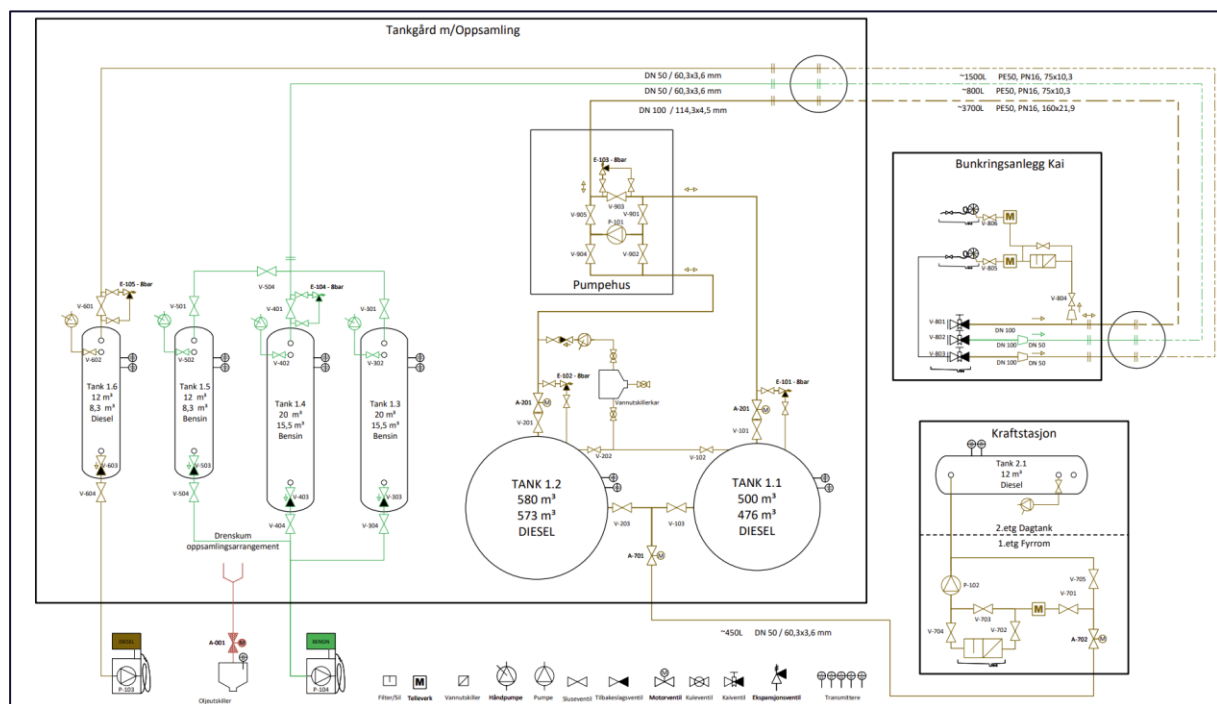 Tankgård m/Oppsamling
DN 50 / 60,3x3,6 mm
DN 50 / 60,3x3,6 mm
DN 100 / 114,3x4,5 mm
~1500L PE50, PN16, 75x10,3
~800L PE50, PN16, 75x10,3
~3700L PE50, PN16, 160x21,9
E-103 - 8bar
V-903
V-905
V-901
P-101
V-904
V-902
Pumpehus
Bunkringsanlegg Kai
V-806
M
V-805
M
V-804
V-801
DN 100
V-802
DN 100
DN 50
V-803
DN 100
DN 50
V-504
E-105 - 8bar
V-601
V-501
E-104 - 8bar
V-401
V-301
V-602
V-502
V-402
V-302
Tank 1.6
12 m³
8,3 m³
Diesel
Tank 1.5
12 m³
8,3 m³
Bensin
Tank 1.4
20 m³
15,5 m³
Bensin
Tank 1.3
20 m³
15,5 m³
Bensin
V-603
V-503
V-403
V-303
V-604
V-504
V-404
V-304
E-102 - 8bar
Vannutskillerkar
E-101 - 8bar
A-201
M
V-201
A-201
M
V-101
V-202
V-102
TANK 1.2
580 m³
573 m³
DIESEL
TANK 1.1
500 m³
476 m³
DIESEL
V-203
V-103
A-701
M
Kraftstasjon
Tank 2.1
12 m³
Diesel
2.etg Dagtank
1.etg Fyrrom
P-102
V-705
V-701
M
V-703
V-704
V-702
A-702
M
Drenskum
oppsamlingsarrangement
A-001
M
Oljeutskiller
DIESEL
P-103
BENSIN
P-104
~450L DN 50 / 60,3x3,6 mm
M
M
Filter/Sil
Televark
Vannutskiller
Håndpumpe
Pumpe
Sluseventil
Tilbakeslagsventil
Motorventil
Kuleventil
Kaiventil
Ekspansjonsventil
Transmittere